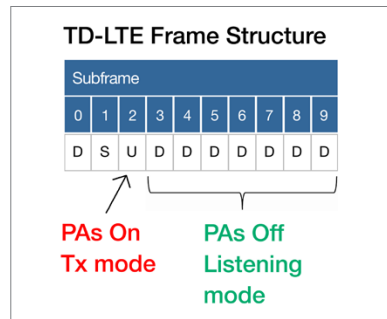 TD-LTE Frame Structure
Subframe
0 1 2 3 4 5 6 7 8 9
D S U D D D D D D D
PAs On
Tx mode
PAs Off
Listening
mode